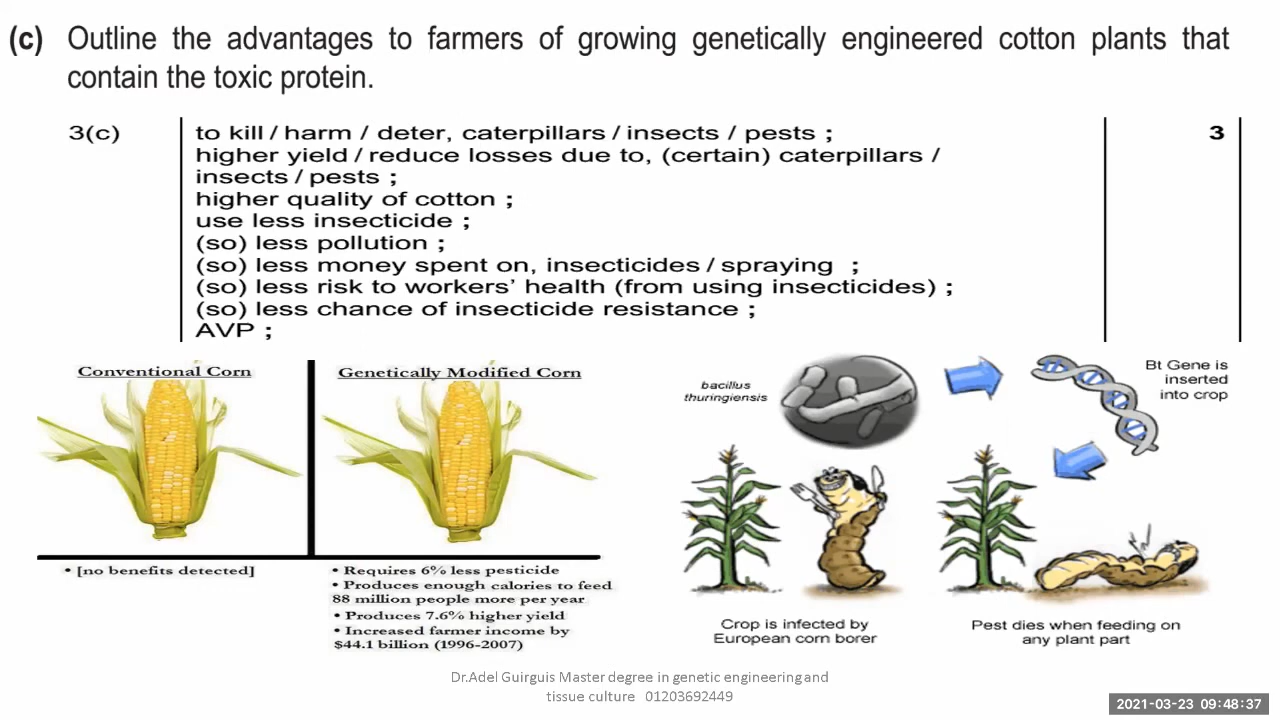 (c) Outline the advantages to farmers of growing genetically engineered cotton plants that
contain the toxic protein.
3(c)
to kill / harm / deter, caterpillars / insects / pests ;
3
higher yield / reduce losses due to, (certain) caterpillars /
insects / pests ;
higher quality of cotton ;
use less insecticide ;
(so) less pollution ;
(so) less money spent on, insecticides / spraying ;
(so) less risk to workers' health (from using insecticides) ;
(so) less chance of insecticide resistance ;
AVP ;
Conventional Corn
• [no benefits detected]
Genetically Modified Corn
• Requires 6% less pesticide
• Produces enough calories to feed
88 million people more per year
• Produces 7.6% higher yield
• Increased farmer income by
$44.1 billion (1996-2007)
bacillus
thuringiensis
Bt Gene is
inserted
into crop
Crop is infected by
European corn borer
Pest dies when feeding on
any plant part
Dr.Adel Guirguis Master degree in genetic engineering and
tissue culture 01203692449
2021-03-23 09:48:37